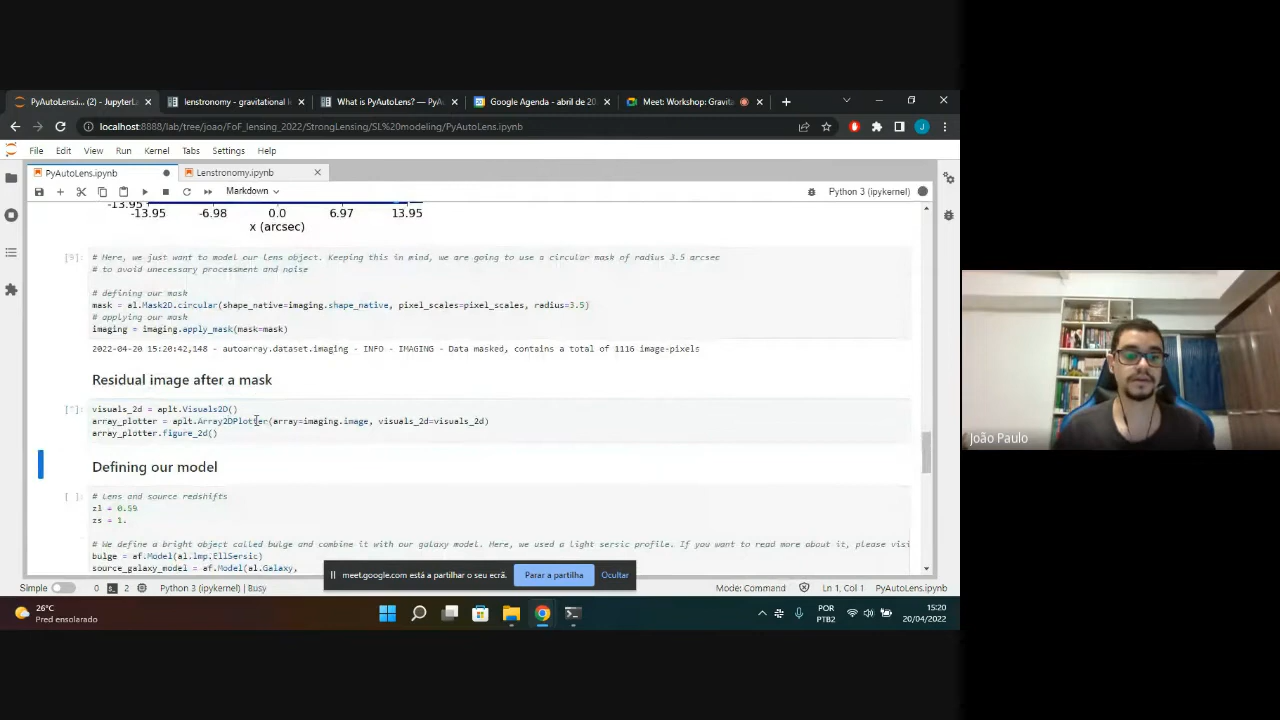 PyAutoLens.i... (2) - JupyterL
lenstronomy - gravitational l
What is PyAutoLens? — PyA
Google Agenda - abril de 20
Meet: Workshop: Gravit
localhost:8888/lab/tree/joao/FoF_lensing_2022/StrongLensing/SL%20modeling/PyAutoLens.ipynb
J
File Edit View Run Kernel Tabs Settings Help
PyAutoLens.ipynb
Lenstronomy.ipynb
Markdown
Python 3 (ipykernel)
-13.95
-13.95 -6.98 0.0 6.97 13.95
x (arcsec)
[9]:
# Here, we just want to model our lens object. Keeping this in mind, we are going to use a circular mask of radius 3.5 arcsec
# to avoid unecessary processment and noise
# defining our mask
mask = al.Mask2D.circular(shape_native=imaging.shape_native, pixel_scales=pixel_scales, radius=3.5)
# applying our mask
imaging = imaging.apply_mask(mask=mask)
2022-04-20 15:20:42,148 - autoarray.dataset.imaging - INFO - IMAGING - Data masked, contains a total of 1116 image-pixels
Residual image after a mask
[*]:
visuals_2d = aplt.Visuals2D()
array_plotter = aplt.Array2DPlotter(array=imaging.image, visuals_2d=visuals_2d)
array_plotter.figure_2d()
Defining our model
[ ]:
# Lens and source redshifts
zl = 0.59
zs = 1.
# We define a bright object called bulge and combine it with our galaxy model. Here, we used a light sersic profile. If you want to read more about it, please visi
bulge = af.Model(al.lmp.EllSersic)
source_galaxy_model = af.Model(al.Galaxy,
meet.google.com está a partilhar o seu ecrã.
Parar a partilha
Ocultar
Simple 0 2 Python 3 (ipykernel) | Busy
Mode: Command Ln 1, Col 1 PyAutoLens.ipynb
26°C
Pred ensolarado
POR
PTB2
15:20
20/04/2022
João Paulo